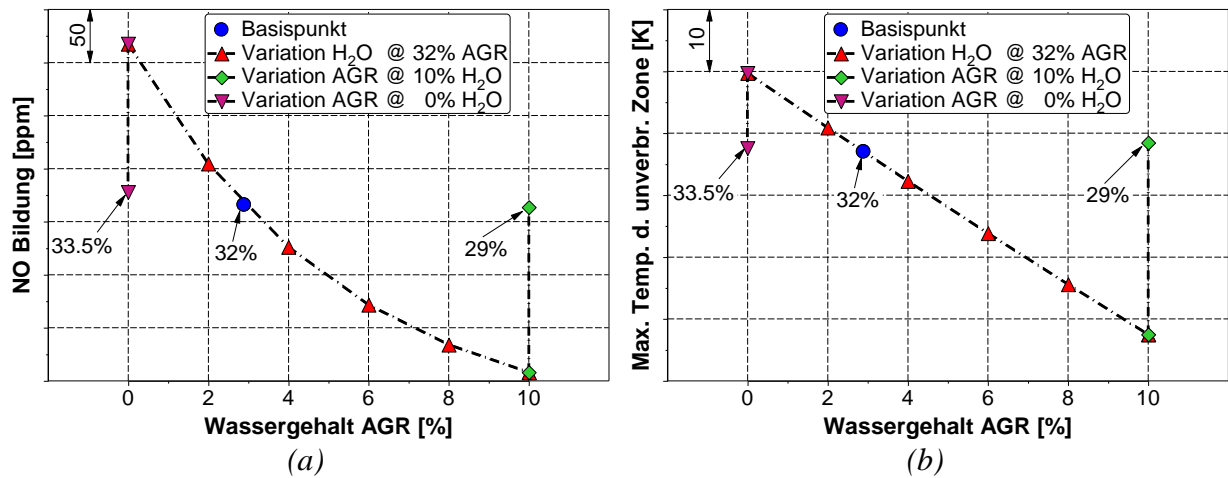 50
NO Bildung [ppm]
Basispunkt
Variation H₂O @ 32% AGR
Variation AGR @ 10% H₂O
Variation AGR @ 0% H₂O
33.5%
32%
29%
0 2 4 6 8 10
Wassergehalt AGR [%]
(a)
10
Max. Temp. d. unverbr. Zone [K]
Basispunkt
Variation H₂O @ 32% AGR
Variation AGR @ 10% H₂O
Variation AGR @ 0% H₂O
33.5%
32%
29%
0 2 4 6 8 10
Wassergehalt AGR [%]
(b)